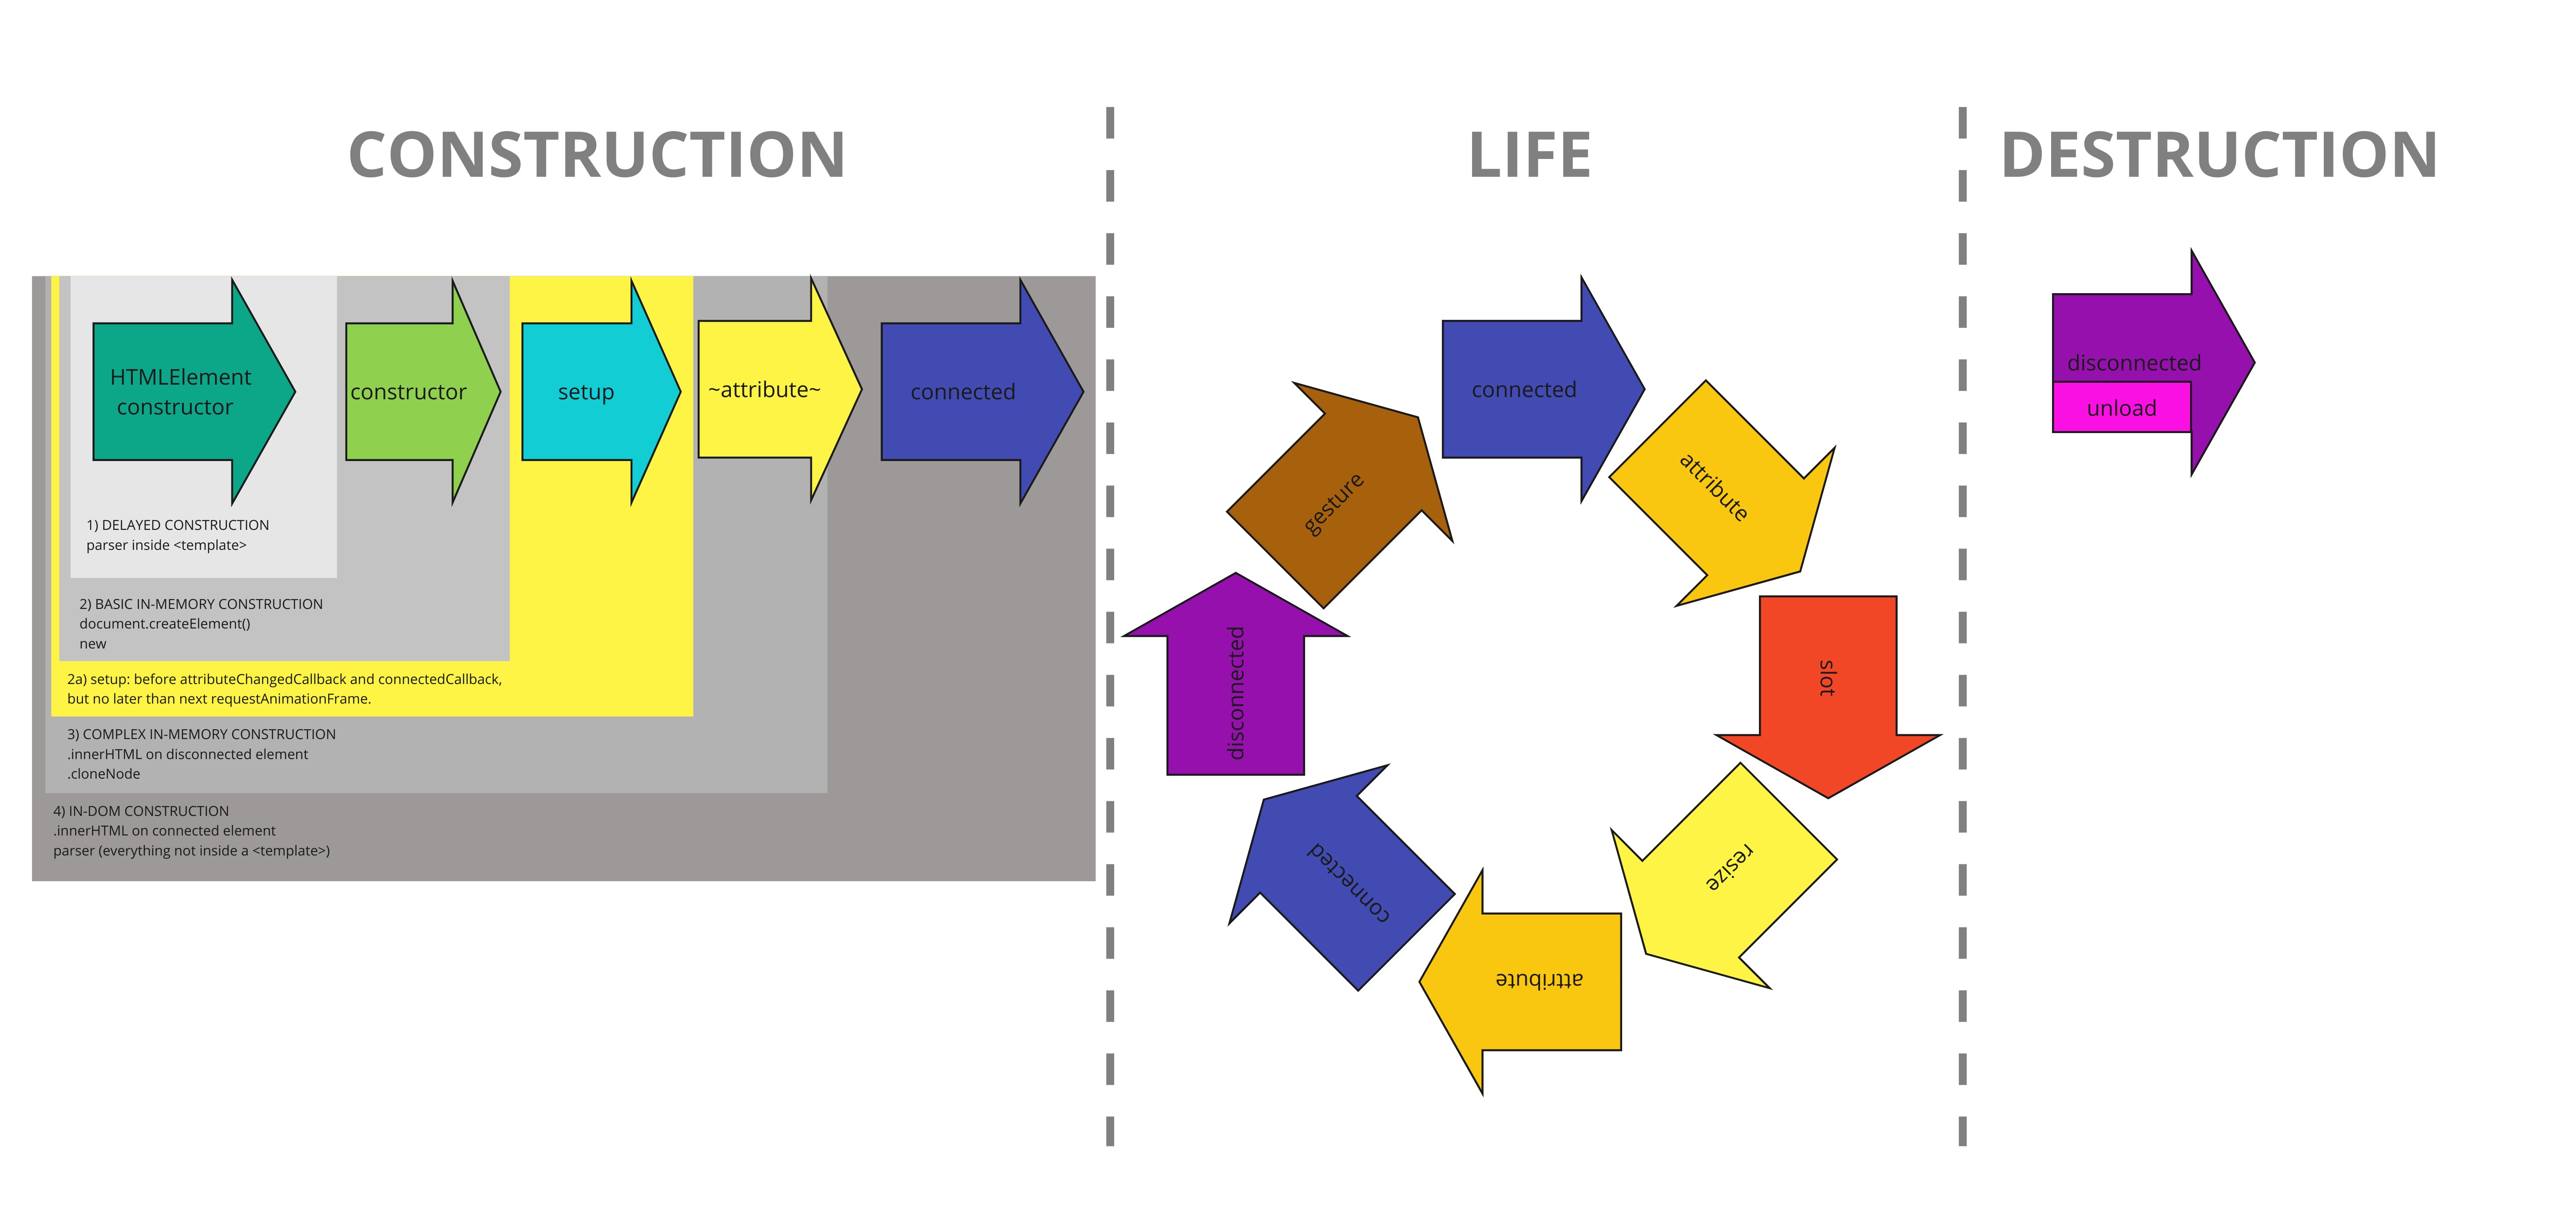 CONSTRUCTION
HTMLElement
constructor
constructor
setup
~attribute~
connected
1) DELAYED CONSTRUCTION
parser inside <template>
2) BASIC IN-MEMORY CONSTRUCTION
document.createElement()
new
2a) setup: before attributeChangedCallback and connectedCallback,
but no later than next requestAnimationFrame.
3) COMPLEX IN-MEMORY CONSTRUCTION
.innerHTML on disconnected element
.cloneNode
4) IN-DOM CONSTRUCTION
.innerHTML on connected element
parser (everything not inside a <template>)
LIFE
connected
attribute
slot
resize
attribute
connected
disconnected
gesture
DESTRUCTION
disconnected
unload